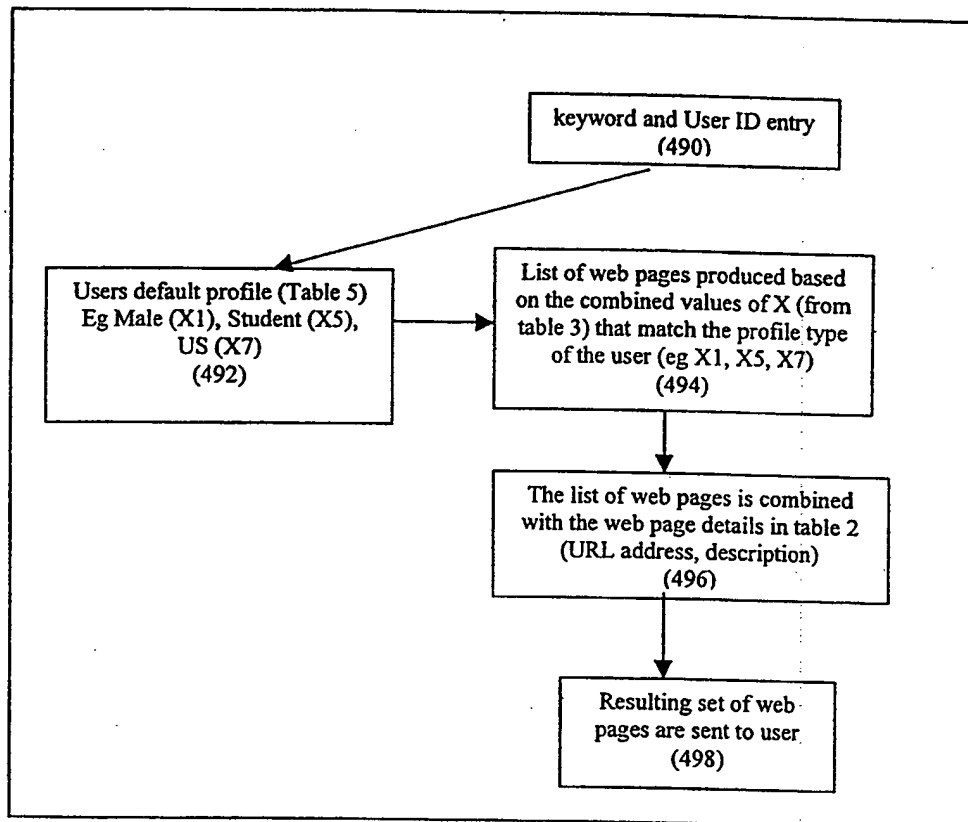 keyword and User ID entry
(490)
Users default profile (Table 5)
Eg Male (X1), Student (X5),
US (X7)
(492)
List of web pages produced based
on the combined values of X (from
table 3) that match the profile type
of the user (eg X1, X5, X7)
(494)
The list of web pages is combined
with the web page details in table 2
(URL address, description)
(496)
Resulting set of web
pages are sent to user
(498)